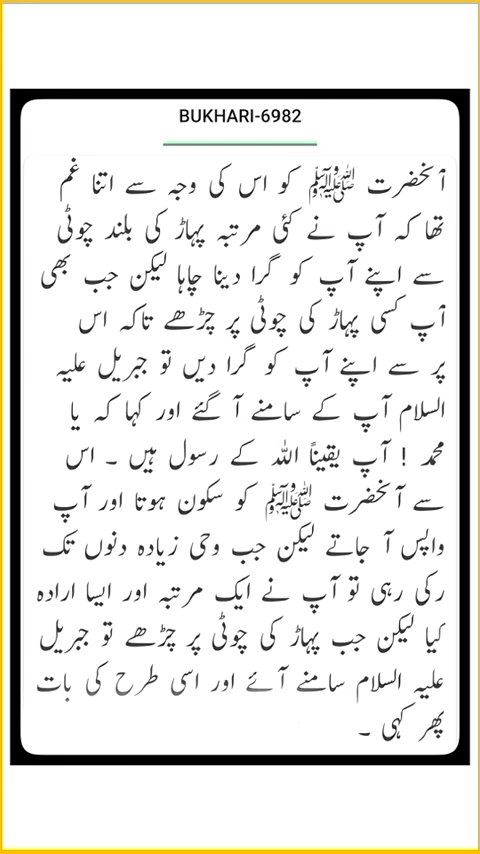 BUKHARI-6982
آنحضرت ﷺ کو اس کی وجہ سے اتنا غم
تھا کہ آپ نے کئی مرتبہ پہاڑ کی بلند چوٹی
سے اپنے آپ کو گرا دینا چاہا لیکن جب بھی
آپ کسی پہاڑ کی چوٹی پر چڑھے تاکہ اس
پر سے اپنے آپ کو گرا دیں تو جبریل علیہ
السلام آپ کے سامنے آ گئے اور کہا کہ یا
محمد ! آپ یقیناً اللہ کے رسول ہیں ۔ اس
سے آنحضرت ﷺ کو سکون ہوتا اور آپ
واپس آ جاتے لیکن جب وحی زیادہ دنوں تک
رکی رہی تو آپ نے ایک مرتبہ اور ایسا ارادہ
کیا لیکن جب پہاڑ کی چوٹی پر چڑھے تو جبریل
علیہ السلام سامنے آئے اور اسی طرح کی بات
پھر کہی ۔